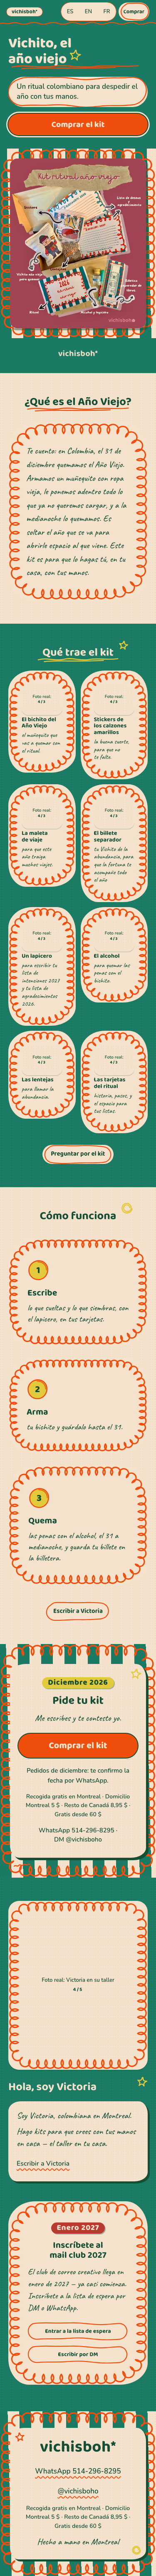 vichisboh*
ES EN FR
Comprar
Vichito, el
año viejo
Un ritual colombiano para despedir el
año con tus manos.
Comprar el kit
Kit ritual año viejo
vichisboh*
¿Qué es el Año Viejo?
Te cuento: en Colombia, el 31 de
diciembre quemamos el Año Viejo.
Armamos un muñequito con ropa
vieja, le ponemos adentro todo lo
que ya no queremos cargar, y a la
medianoche lo quemamos. Es
soltar el año que se va para
abrirle espacio al que viene. Este
kit es para que lo hagas tú, en tu
casa, con tus manos.
Qué trae el kit
Foto real:
4/3
El bichito del
Año Viejo
el muñequito que
vas a quemar con
el ritual.
Foto real:
4/3
Stickers de
los calzones
amarillos
la buena suerte,
para que no
te falte.
Foto real:
4/3
La maleta
de viaje
para que este
año traiga
muchos viajes.
Foto real:
4/3
El billete
separador
tu Vichito de la
abundancia, para
que la fortuna te
acompañe todo
el año.
Foto real:
4/3
Un lapicero
para escribir tu
lista de
intenciones 2027
y tu lista de
agradecimientos
2026.
Foto real:
4/3
El alcohol
para quemar las
penas con el
bichito.
Foto real:
4/3
Las lentejas
para llamar la
abundancia.
Foto real:
4/3
Las tarjetas
del ritual
historia, pasos, y
el espacio para
tus listas.
Preguntar por el kit
Cómo funciona
1
Escribe
lo que sueltas y lo que siembras, con
el lapicero, en tus tarjetas.
2
Arma
tu bichito y guárdalo hasta el 31.
3
Quema
las penas con el alcohol, el 31 a
medianoche, y guarda tu billete en
la billetera.
Escribir a Victoria
Diciembre 2026
Pide tu kit
Me escribes y te contesto yo.
Comprar el kit
Pedidos de diciembre: te confirmo la
fecha por WhatsApp.
Recogida gratis en Montreal · Domicilio
Montreal 5 $ · Resto de Canadá 8,95 $ ·
Gratis desde 60 $
WhatsApp 514-296-8295 ·
DM @vichisboho
Foto real: Victoria en su taller
4/5
Hola, soy Victoria
Soy Victoria, colombiana en Montreal.
Hago kits para que crees con tus manos
en casa — el taller en tu casa.
Escribir a Victoria
Enero 2027
Inscríbete al
mail club 2027
El club de correo creativo llega en
enero de 2027 — ya casi comienza.
Inscríbete a la lista de espera por
DM o WhatsApp.
Entrar a la lista de espera
Escribir por DM
vichisboh*
WhatsApp 514-296-8295
@vichisboho
Recogida gratis en Montreal · Domicilio
Montreal 5 $ · Resto de Canadá 8,95 $ ·
Gratis desde 60 $
Hecho a mano en Montreal